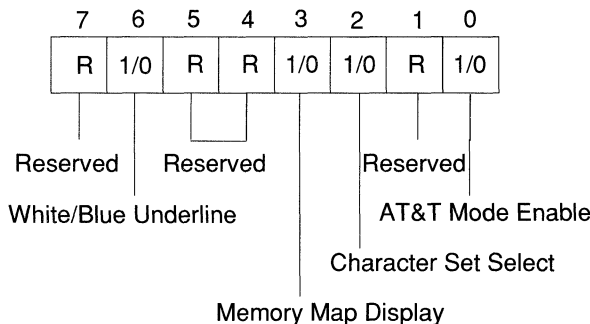 7 6 5 4 3 2 1 0
R 1/0 R R 1/0 1/0 R 1/0
Reserved Reserved Reserved
White/Blue Underline AT&T Mode Enable
Character Set Select
Memory Map Display